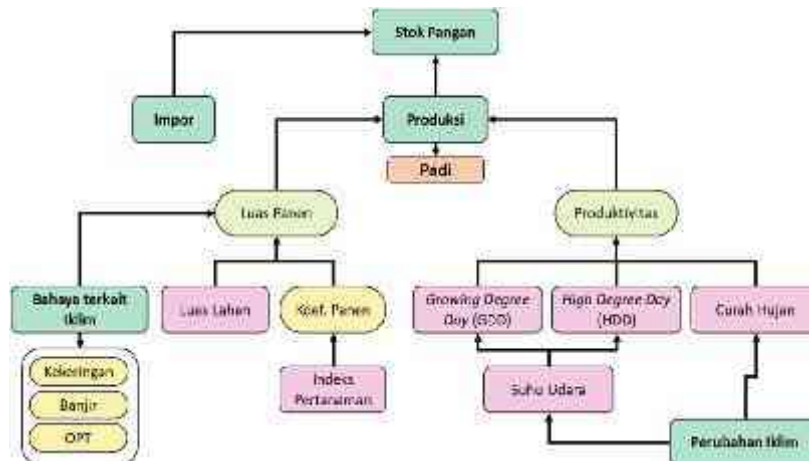 Stok Pangan
Impor
Produksi
Padi
Luas Panen
Produktivitas
Bahaya terkait
Iklim
Luas Lahan
Koef. Panen
Growing Degree
Day (GDD)
High Degree Day
(HDD)
Curah Hujan
Kekeringan
Banjir
OPT
Indeks
Pertanaman
Suhu Udara
Perubahan Iklim